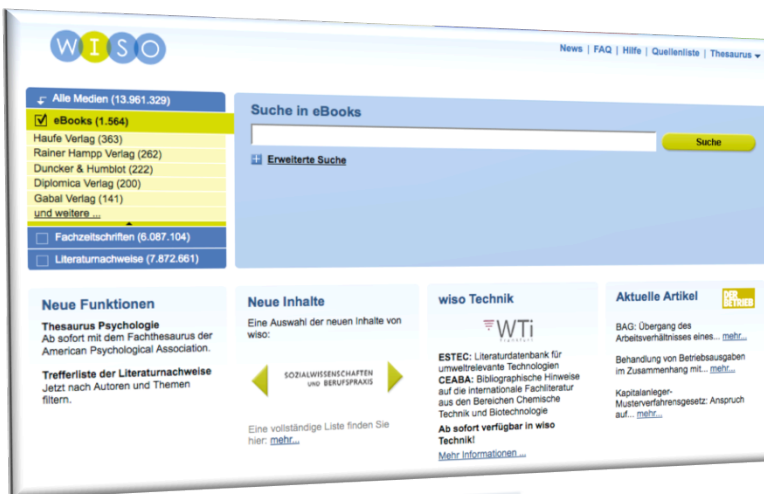 WISO
News | FAQ | Hilfe | Quellenliste | Thesaurus
Alle Medien (13.961.329)
eBooks (1.564)
Haufe Verlag (363)
Rainer Hampp Verlag (262)
Duncker & Humblot (222)
Diplomica Verlag (200)
Gabal Verlag (141)
und weitere ...
Fachzeitschriften (6.087.104)
Literaturnachweise (7.872.661)
Suche in eBooks
Suche
Erweiterte Suche
Neue Funktionen
Thesaurus Psychologie
Ab sofort mit dem Fachthesaurus der
American Psychological Association.
Trefferliste der Literaturnachweise
Jetzt nach Autoren und Themen
filtern.
Neue Inhalte
Eine Auswahl der neuen Inhalte von
wiso:
SOZIALWISSENSCHAFTEN
UND BERUFSPRAXIS
Eine vollständige Liste finden Sie
hier: mehr...
wiso Technik
WTi
Frankfurt
ESTEC: Literaturdatenbank für
umweltrelevante Technologien
CEABA: Bibliographische Hinweise
auf die internationale Fachliteratur
aus den Bereichen Chemische
Technik und Biotechnologie
Ab sofort verfügbar in wiso
Technik!
Mehr Informationen ...
Aktuelle Artikel
DER
BETRIEB
BAG: Übergang des
Arbeitsverhältnisses eines... mehr...
Behandlung von Betriebsausgaben
im Zusammenhang mit... mehr...
Kapitalanleger-
Musterverfahrensgesetz: Anspruch
auf... mehr...